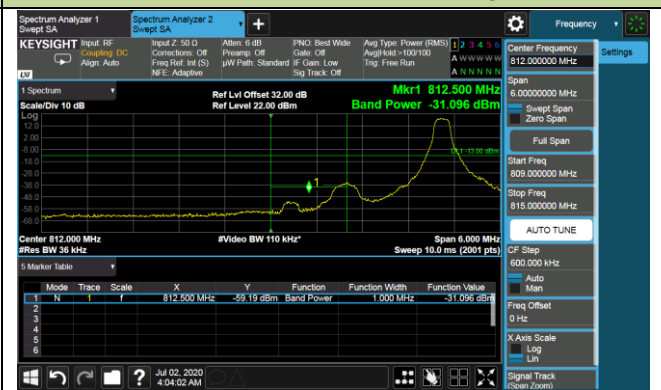 Spectrum Analyzer 1
Swept SA
Spectrum Analyzer 2
Swept SA
+
Frequency
KEYSIGHT
Input: RF
Coupling: DC
Align: Auto
Input Z: 50 Ω
Corrections: Off
Freq Ref: Int (S)
NFE: Adaptive
Atten: 6 dB
Preamp: Off
µW Path: Standard
PNO: Best Wide
Gate: Off
IF Gain: Low
Sig Track: Off
Avg Type: Power (RMS)
Avg|Hold:>100/100
Trig: Free Run
1 2 3 4 5 6
A W W W W W
A N N N N N
LXI
Center Frequency
812.000000 MHz
Settings
Span
6.00000000 MHz
Swept Span
Zero Span
Full Span
Start Freq
809.000000 MHz
Stop Freq
815.000000 MHz
AUTO TUNE
CF Step
600.000 kHz
Auto
Man
Freq Offset
0 Hz
X Axis Scale
Log
Lin
Signal Track
(Span Zoom)
1 Spectrum
Scale/Div 10 dB
Log
Ref Lvl Offset 32.00 dB
Ref Level 22.00 dBm
Mkr1 812.500 MHz
Band Power -31.096 dBm
12.0
2.00
-8.00
-18.0
-28.0
-38.0
-48.0
-58.0
-68.0
DL1 -13.00 dBm
1
Center 812.000 MHz
#Res BW 36 kHz
#Video BW 110 kHz*
Span 6.000 MHz
Sweep 10.0 ms (2001 pts)
5 Marker Table
Mode Trace Scale X Y Function Function Width Function Value
1 N 1 f 812.500 MHz -59.19 dBm Band Power 1.000 MHz -31.096 dBm
2
3
4
5
6
?
Jul 02, 2020
4:04:02 AM